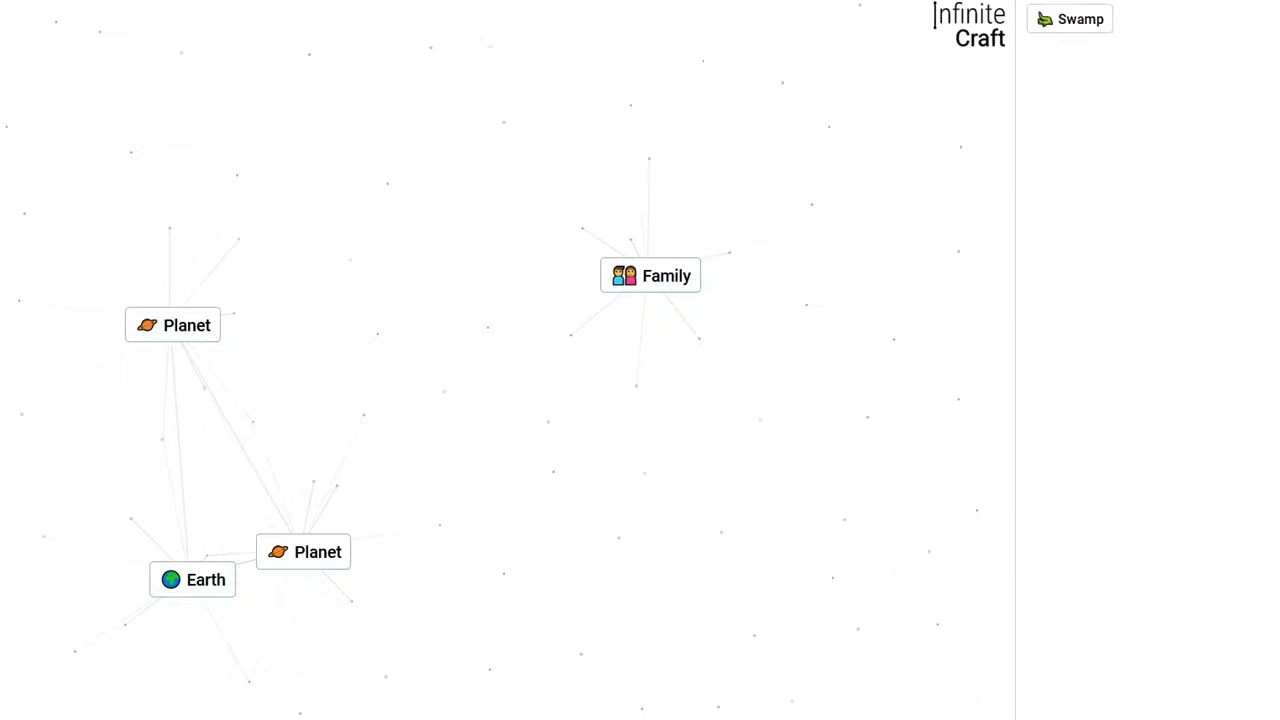 Infinite
Craft
Swamp
Family
Planet
Planet
Earth